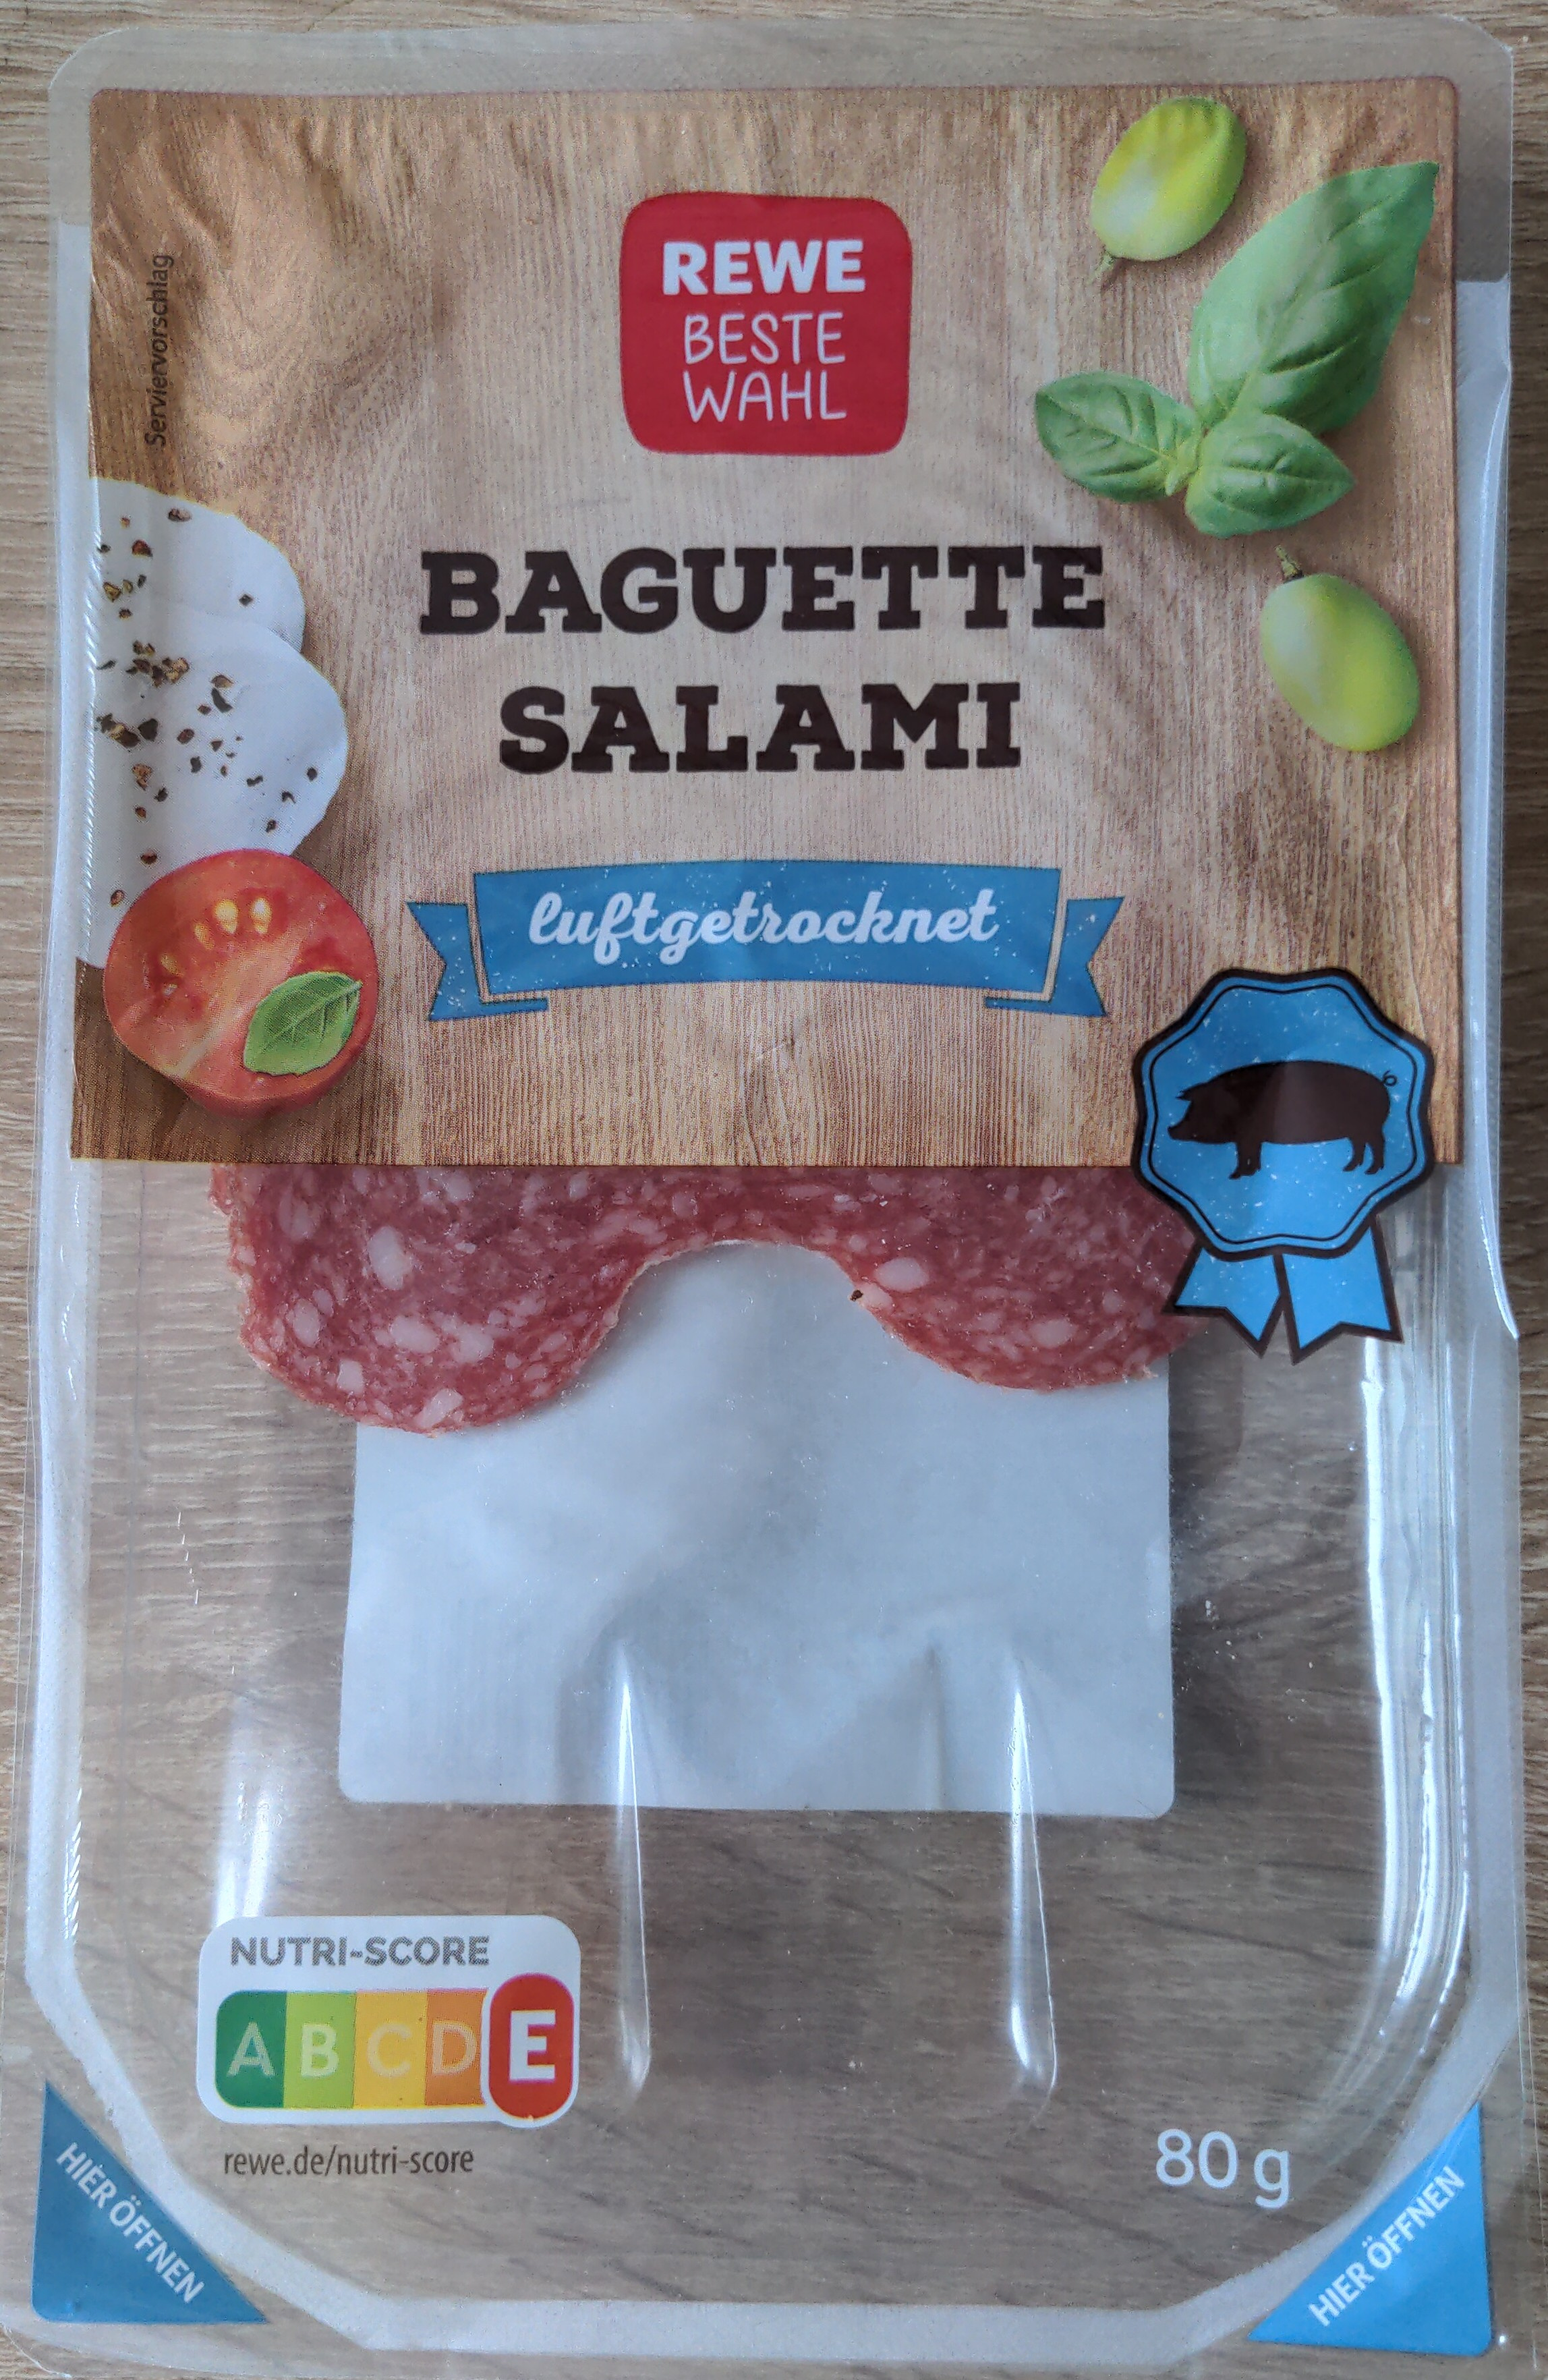 Serviervorschlag
REWE
BESTE
WAHL
BAGUETTE
SALAMI
luftgetrocknet
NUTRI-SCORE
A B C D E
rewe.de/nutri-score
80 g
HIER ÖFFNEN
HIER ÖFFNEN